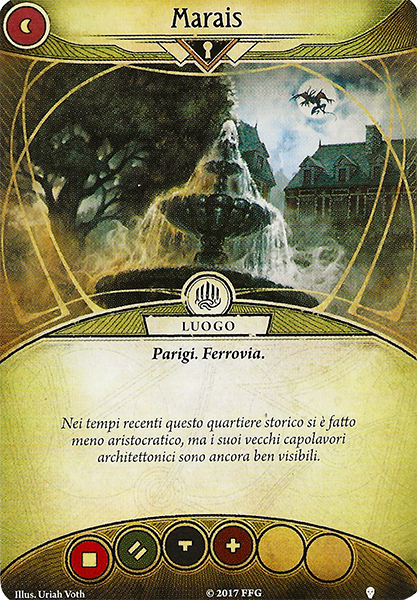 Marais
LUOGO
Parigi. Ferrovia.
Nei tempi recenti questo quartiere storico si è fatto
meno aristocratico, ma i suoi vecchi capolavori
architettonici sono ancora ben visibili.
Illus. Uriah Voth
© 2017 FFG